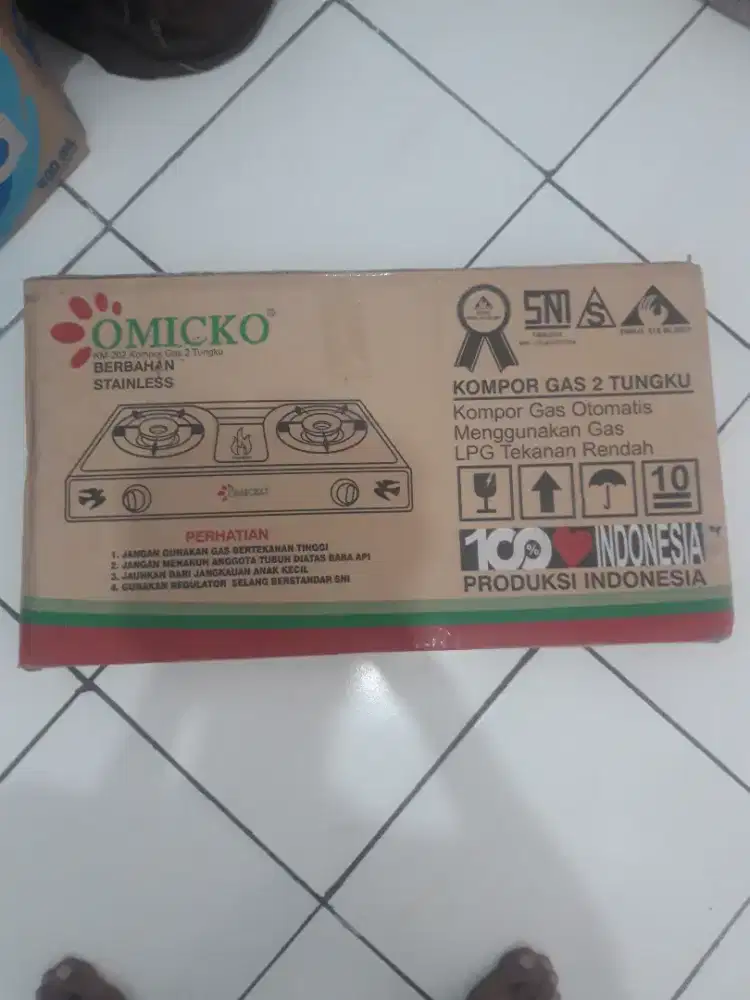 OMICKO
KM-202 Kompor Gas 2 Tungku
BERBAHAN
STAINLESS
OMICKO
PERHATIAN
1. JANGAN GUNAKAN GAS BERTEKANAN TINGGI
2. JANGAN MENARUH ANGGOTA TUBUH DIATAS BARA API
3. JAUHKAN DARI JANGKAUAN ANAK KECIL
4. GUNAKAN REGULATOR SELANG BERSTANDAR SNI
SNI
S
KOMPOR GAS 2 TUNGKU
Kompor Gas Otomatis
Menggunakan Gas
LPG Tekanan Rendah
10
100% INDONESIA
PRODUKSI INDONESIA